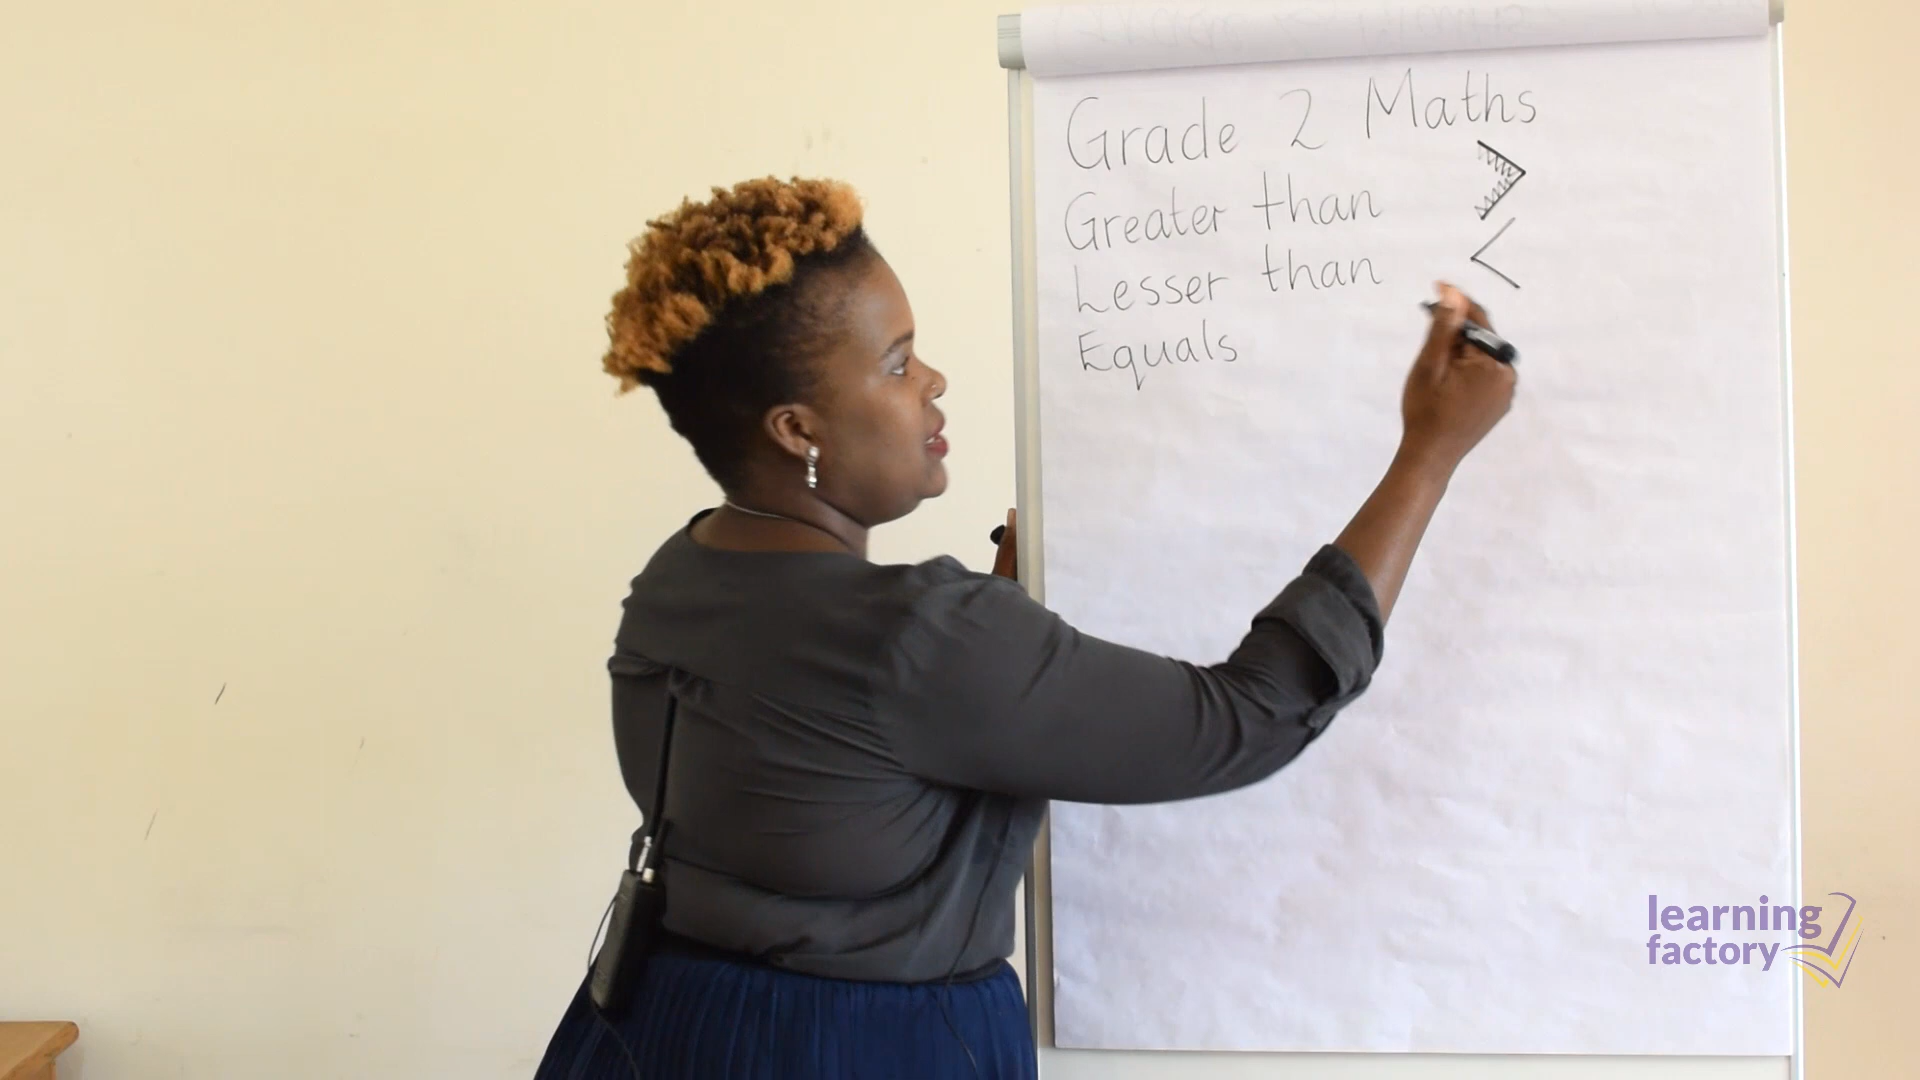 Grade 2 Maths
Greater than >
Lesser than <
Equals
learning
factory